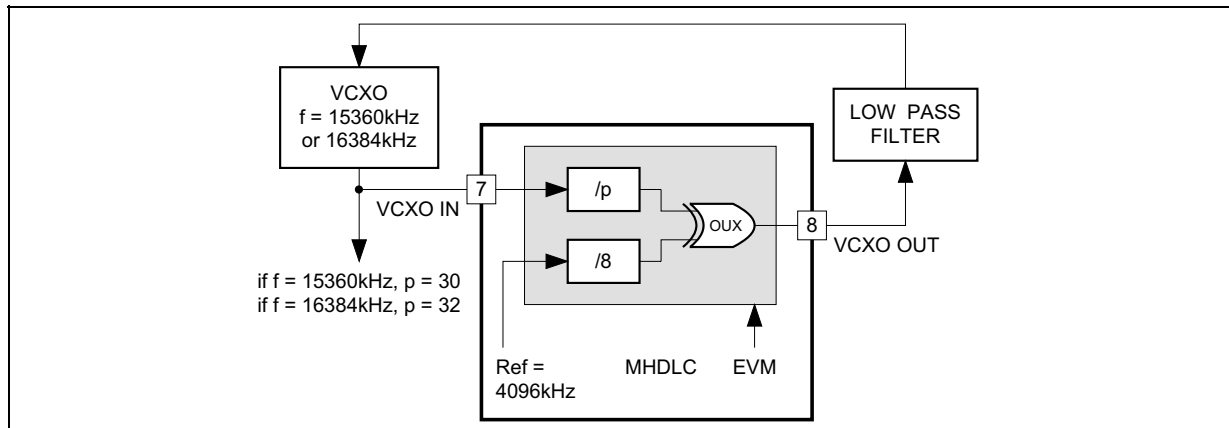 VCXO
f = 15360kHz
or 16384kHz
LOW PASS
FILTER
7
/p
VCXO IN
OUX
8
VCXO OUT
/8
if f = 15360kHz, p = 30
if f = 16384kHz, p = 32
Ref =
4096kHz
MHDLC
EVM